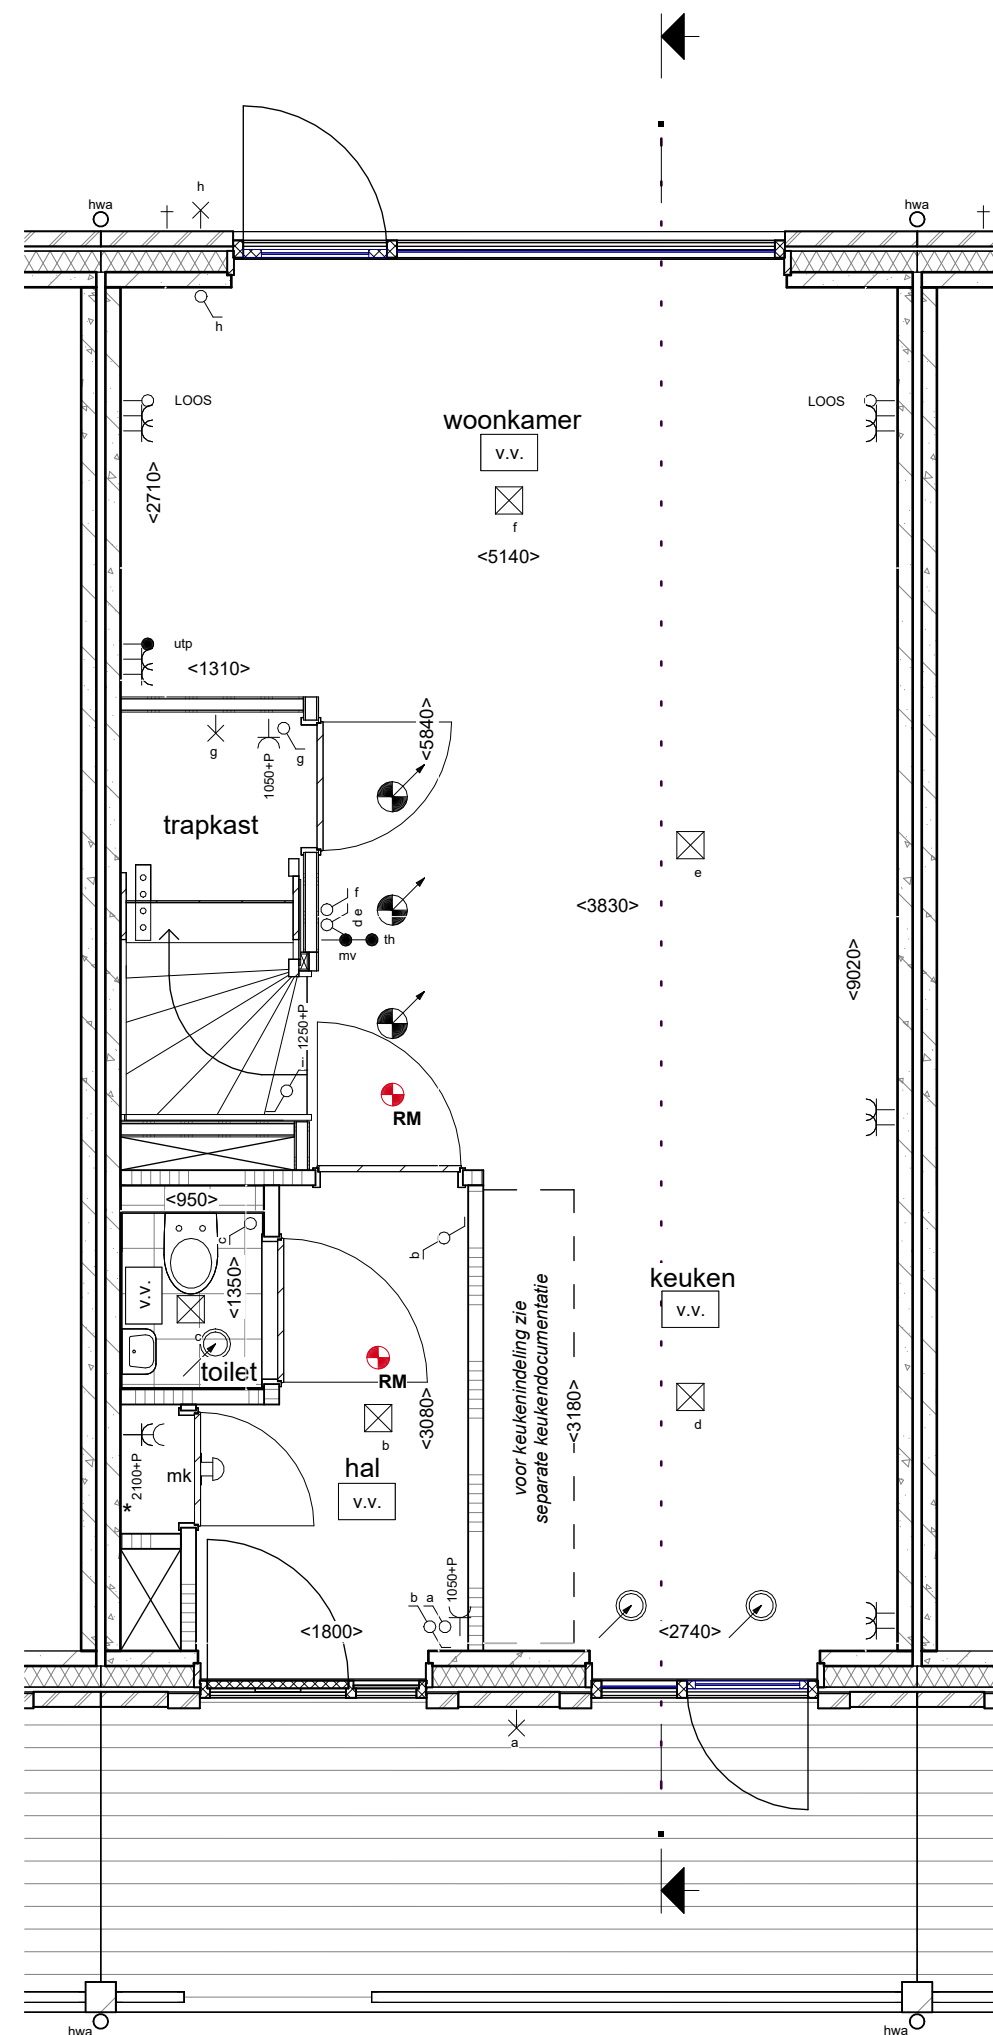 h
hwa
hwa
h
LOOS
LOOS
woonkamer
v.v.
<2710>
f
<5140>
utp
<1310>
<5840>
g
g
1050+P
trapkast
e
f
d e
<3830>
th
mv
<9020>
1250+P
i
RM
<950>
c
b
<1350>
v.v.
keuken
v.v.
c
toilet
RM
voor keukenindeling zie
separate keukendocumentatie
<3180>
<3080>
b
d
hal
mk
2100+P
*
v.v.
b a
1050+P
<1800>
<2740>
a
hwa
hwa